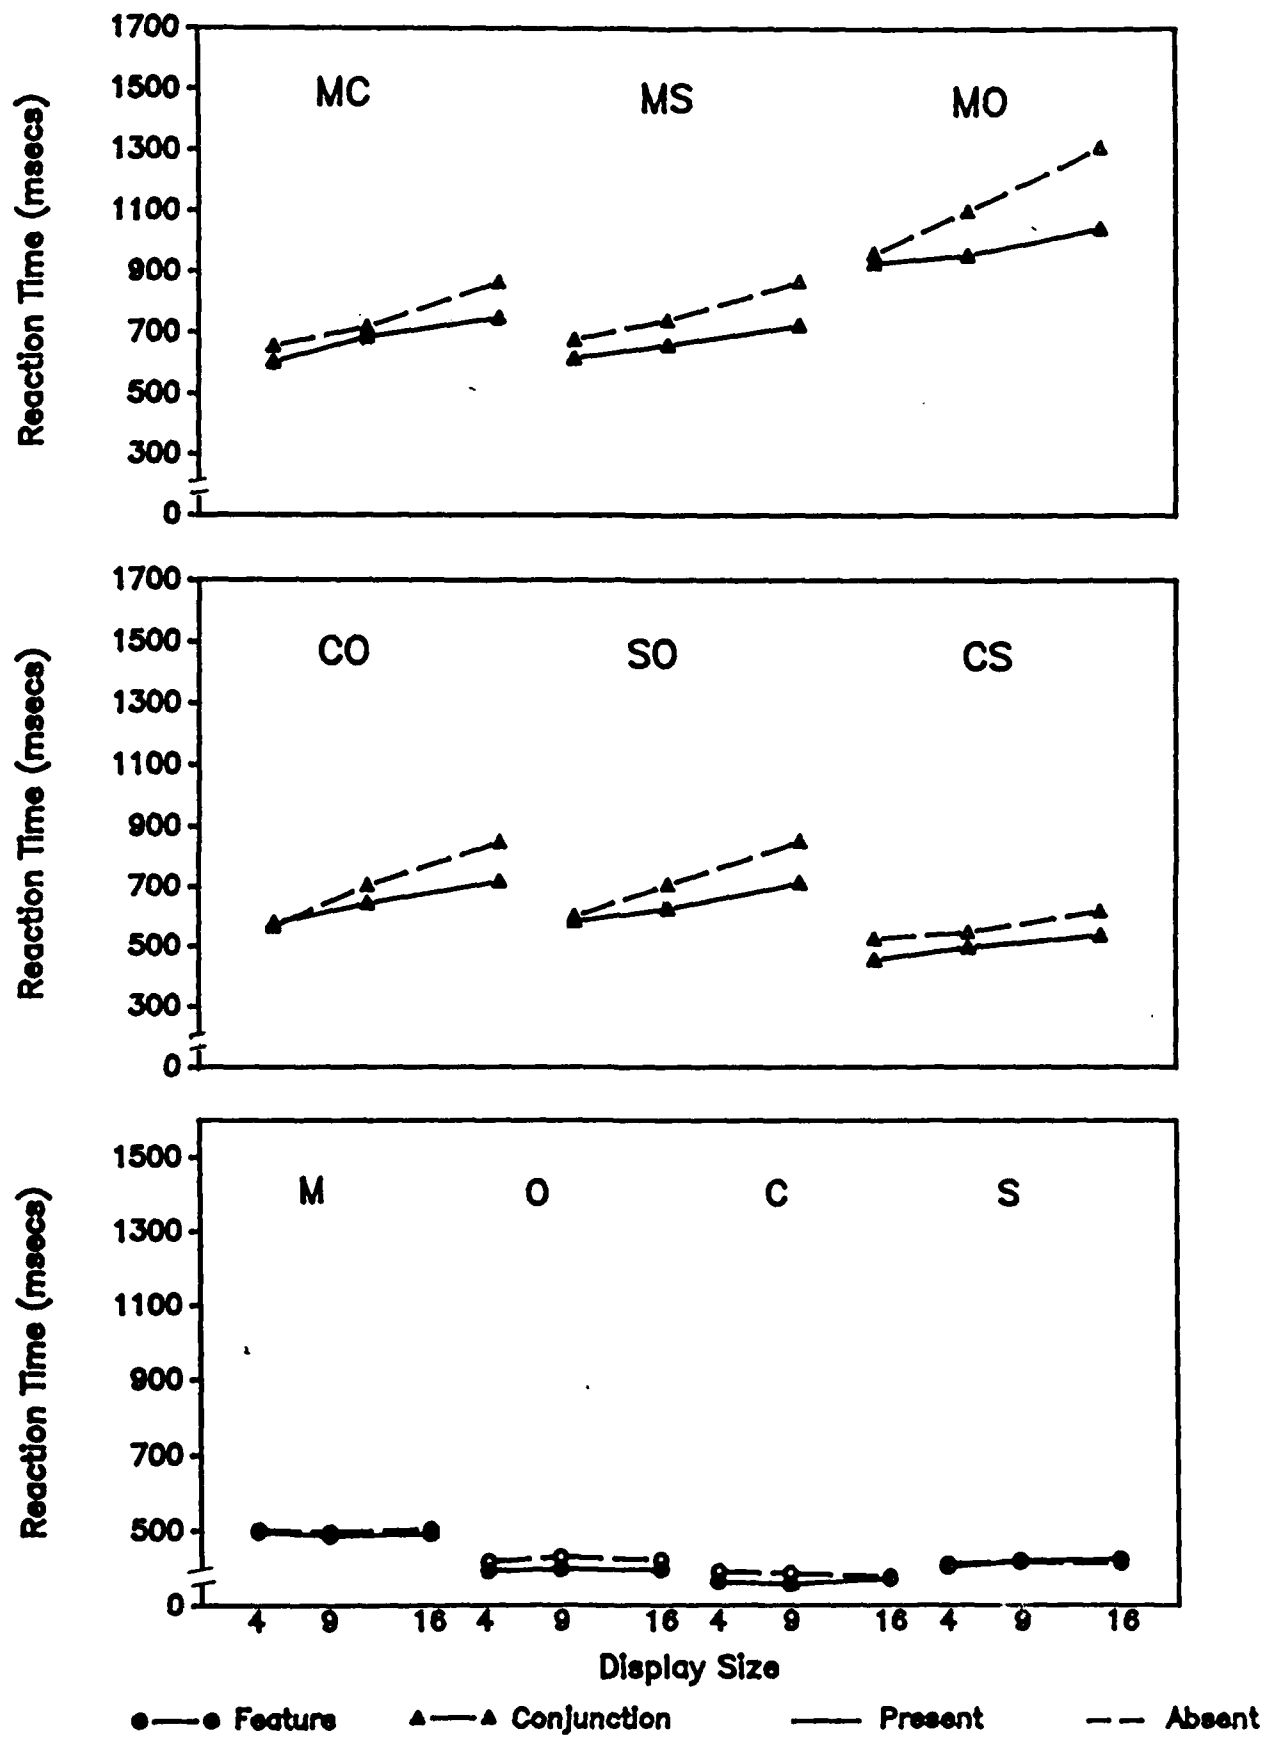 1700
1500
1300
1100
900
700
500
300
0
Reaction Time (msecs)
MC MS MO
1700
1500
1300
1100
900
700
500
300
0
Reaction Time (msecs)
CO SO CS
1500
1300
1100
900
700
500
0
Reaction Time (msecs)
M O C S
4 9 16 4 9 16 4 9 16 4 9 16
Display Size
Feature Conjunction Present Absent